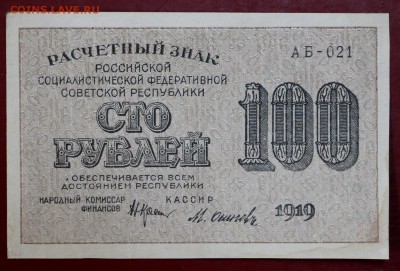 COINS.LAVE.RU
РАСЧЕТНЫЙ ЗНАК
РОССИЙСКОЙ
СОЦИАЛИСТИЧЕСКОЙ ФЕДЕРАТИВНОЙ
СОВЕТСКОЙ РЕСПУБЛИКИ
АБ-021
СТО
РУБЛЕЙ
100
ОБЕСПЕЧИВАЕТСЯ ВСЕМ
ДОСТОЯНИЕМ РЕСПУБЛИКИ
НАРОДНЫЙ КОМИССАР
ФИНАНСОВ
КАССИР
1919